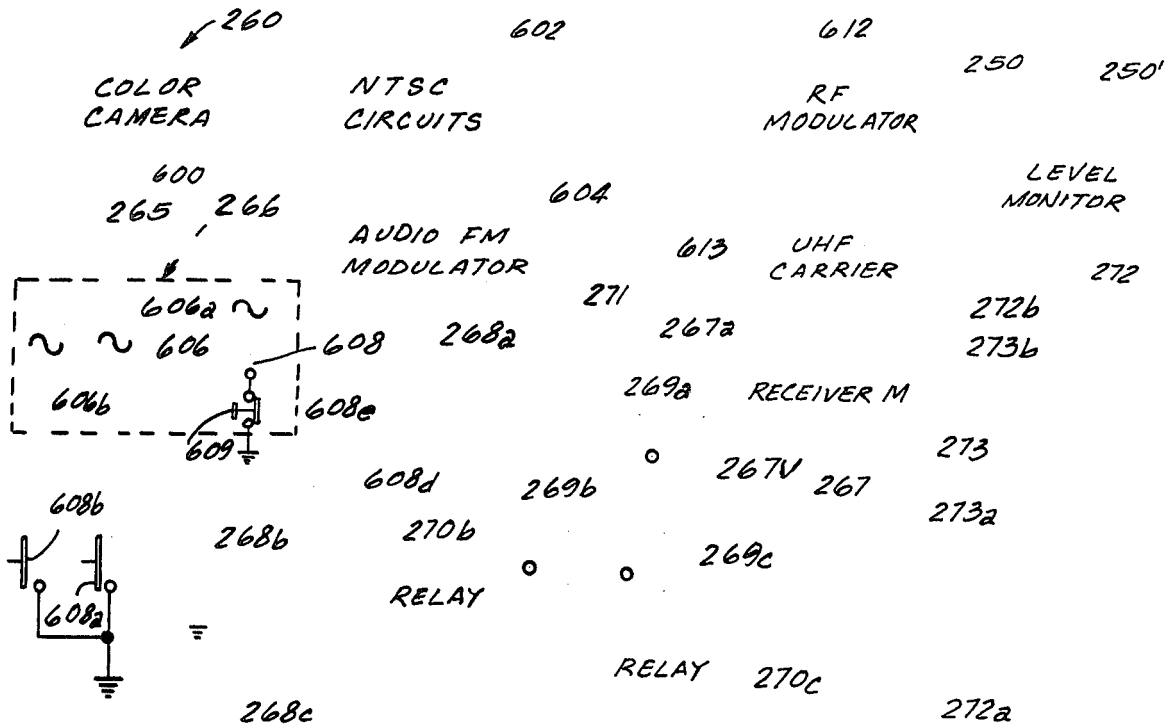 260
602
612
250
250'
COLOR
CAMERA
NTSC
CIRCUITS
RF
MODULATOR
LEVEL
MONITOR
600
265
266
604
AUDIO FM
MODULATOR
613
UHF
CARRIER
272
271
606a
606
608
268a
267a
272b
273b
606b
608e
269a
RECEIVER M
609
273
608d
269b
267V
267
273a
608b
268b
270b
269c
608a
RELAY
RELAY
270c
268c
272a